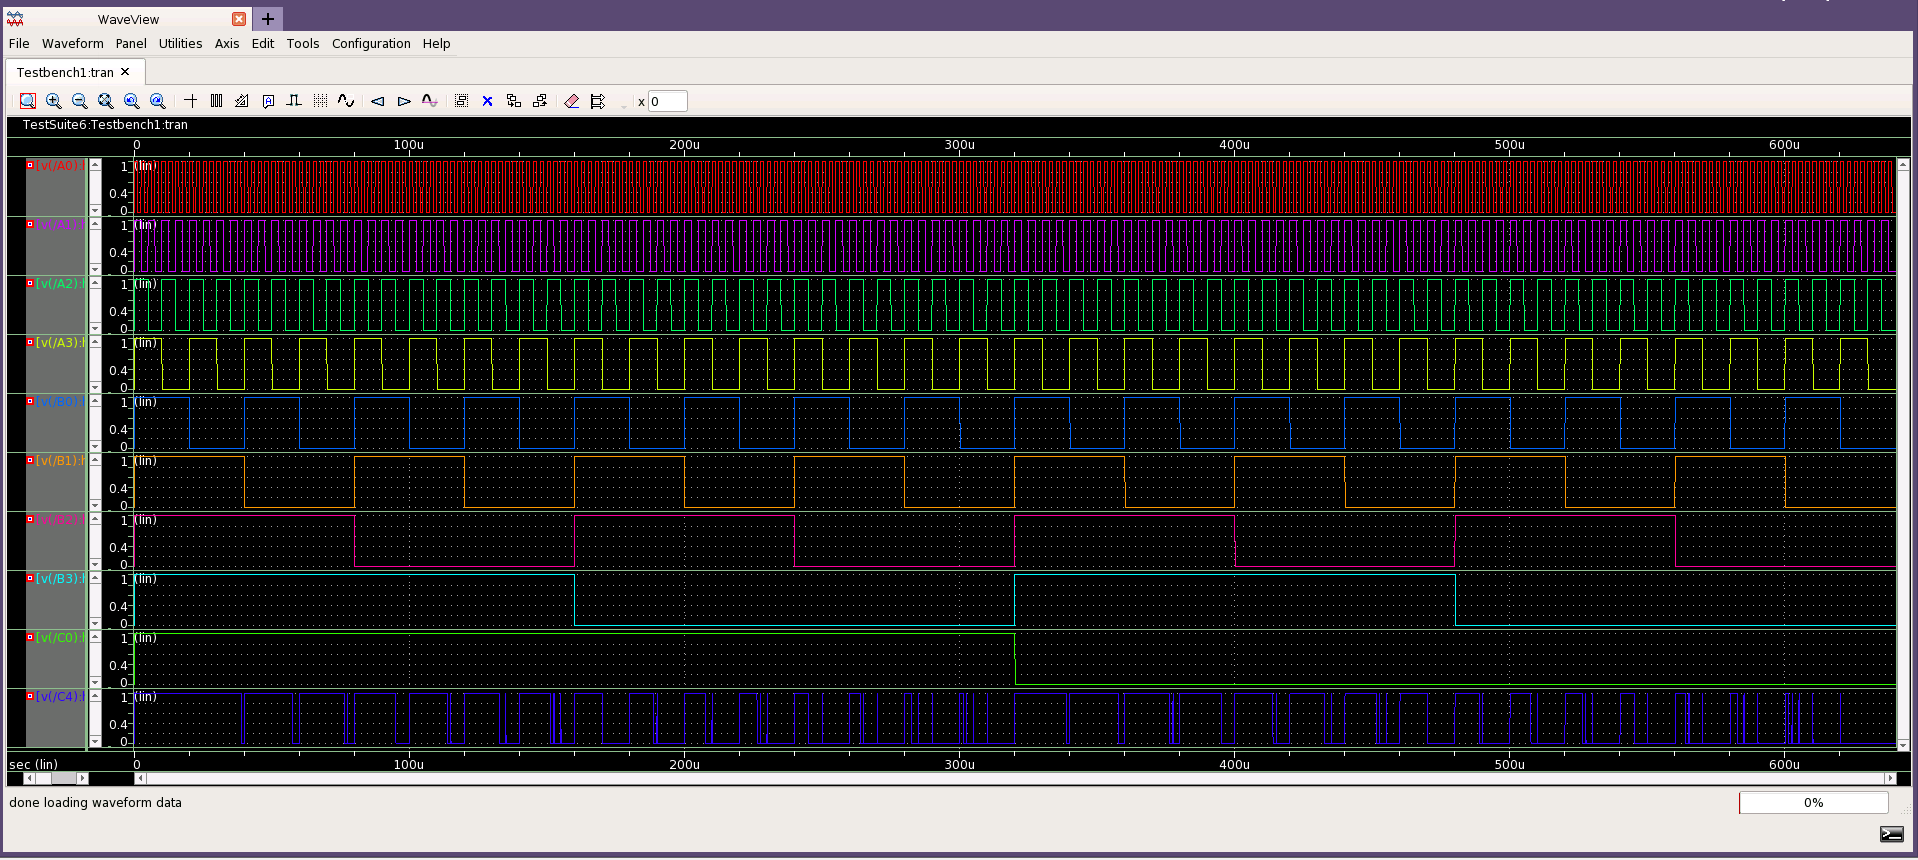 WaveView
File Waveform Panel Utilities Axis Edit Tools Configuration Help
Testbench1:tran
x 0
TestSuite6:Testbench1:tran
0 100u 200u 300u 400u 500u 600u
[v(/A0): 1 (lin)
0.4
0
[v(/A1): 1 (lin)
0.4
0
[v(/A2): 1 (lin)
0.4
0
[v(/A3): 1 (lin)
0.4
0
[v(/B0): 1 (lin)
0.4
0
[v(/B1): 1 (lin)
0.4
0
[v(/B2): 1 (lin)
0.4
0
[v(/B3): 1 (lin)
0.4
0
[v(/C0): 1 (lin)
0.4
0
[v(/C4): 1 (lin)
0.4
0
sec (lin) 0 100u 200u 300u 400u 500u 600u
done loading waveform data
0%